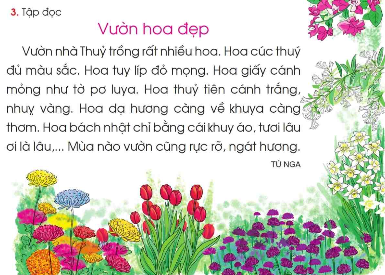 3. Tập đọc
Vườn hoa đẹp
Vườn nhà Thuỷ trồng rất nhiều hoa. Hoa cúc thuý
đủ màu sắc. Hoa tuy líp đỏ mọng. Hoa giấy cánh
mỏng như tờ pơ luya. Hoa thuỷ tiên cánh trắng,
nhuỵ vàng. Hoa dạ hương càng về khuya càng
thơm. Hoa bách nhật chỉ bằng cái khuy áo, tươi lâu
ơi là lâu,... Mùa nào vườn cũng rực rỡ, ngát hương.
TÚ NGA